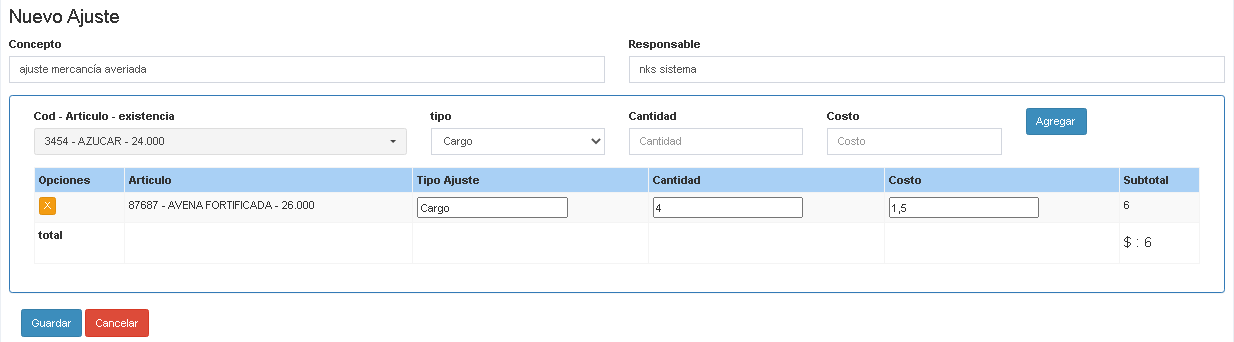 Nuevo Ajuste
Concepto Responsable
ajuste mercancía averiada nks sistema
Cod - Articulo - existencia tipo Cantidad Costo Agregar
3454 - AZUCAR - 24.000 Cargo Cantidad Costo
Opciones Articulo Tipo Ajuste Cantidad Costo Subtotal
X 87687 - AVENA FORTIFICADA - 26.000 Cargo 4 1,5 6
total $ : 6
Guardar Cancelar